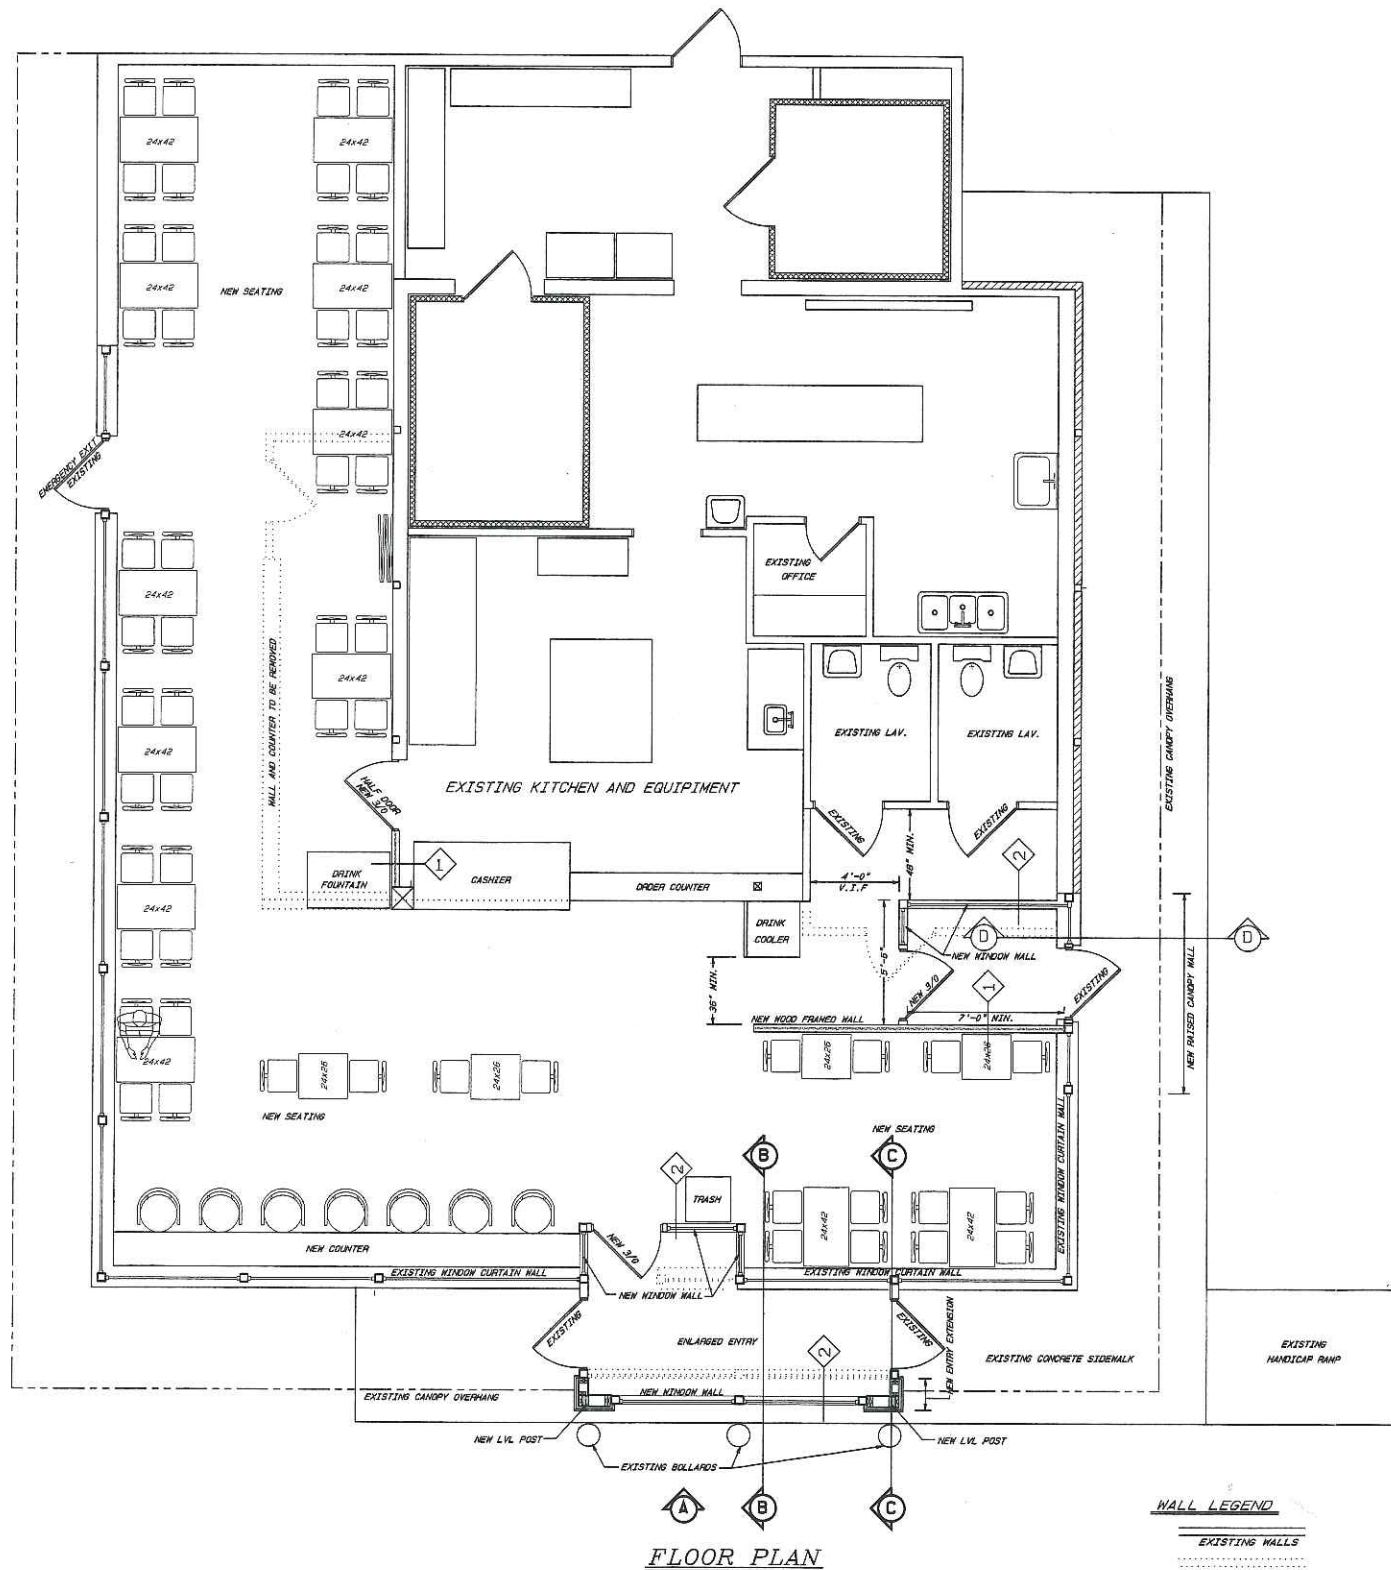 24x42
24x42
24x42
24x42
NEW SEATING
24x42
EMERGENCY EXIT
EXISTING
24x42
EXISTING
OFFICE
WALL AND COUNTER TO BE REMOVED
24x42
24x42
EXISTING LAV.
EXISTING LAV.
EXISTING CANOPY OVERHANG
HALF DOOR
NEW 3/0
EXISTING KITCHEN AND EQUIPIMENT
EXISTING
EXISTING
48" MIN.
2
1
DRINK
FOUNTAIN
CASHIER
ORDER COUNTER
4'-0"
V.I.F
24x42
DRINK
COOLER
5'-6"
D
D
NEW WINDOW WALL
36" MIN.
NEW 3/0
1
EXISTING
7'-0" MIN.
NEW WOOD FRAMED WALL
NEW RAISED CANOPY WALL
24x42
24x26
24x26
24x26
24x26
NEW SEATING
NEW SEATING
EXISTING WINDOW CURTAIN WALL
B
C
2
TRASH
24x42
24x42
NEW COUNTER
NEW 3/0
EXISTING WINDOW CURTAIN WALL
EXISTING WINDOW CURTAIN WALL
NEW WINDOW WALL
EXISTING
ENLARGED ENTRY
EXISTING
2
NEW ENTRY EXTENSION
EXISTING CONCRETE SIDEWALK
EXISTING
HANDICAP RAMP
EXISTING CANOPY OVERHANG
NEW WINDOW WALL
NEW LVL POST
NEW LVL POST
EXISTING BOLLARDS
A
B
C
WALL LEGEND
EXISTING WALLS
FLOOR PLAN